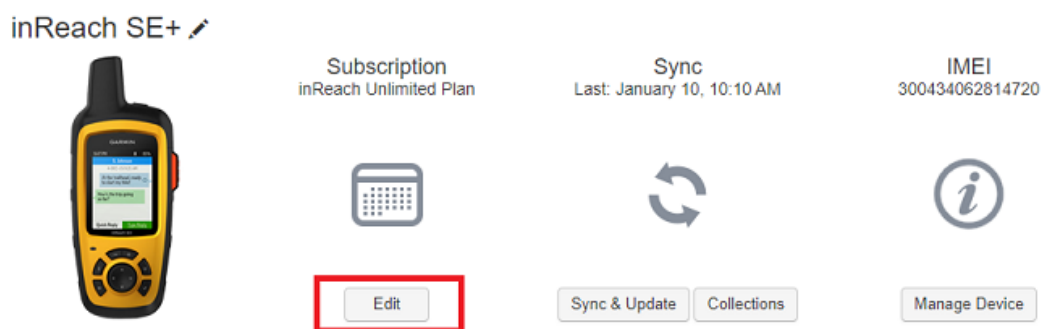 inReach SE+
Subscription
inReach Unlimited Plan
Sync
Last: January 10, 10:10 AM
IMEI
300434062814720
GARMIN
Edit
Sync & Update
Collections
Manage Device